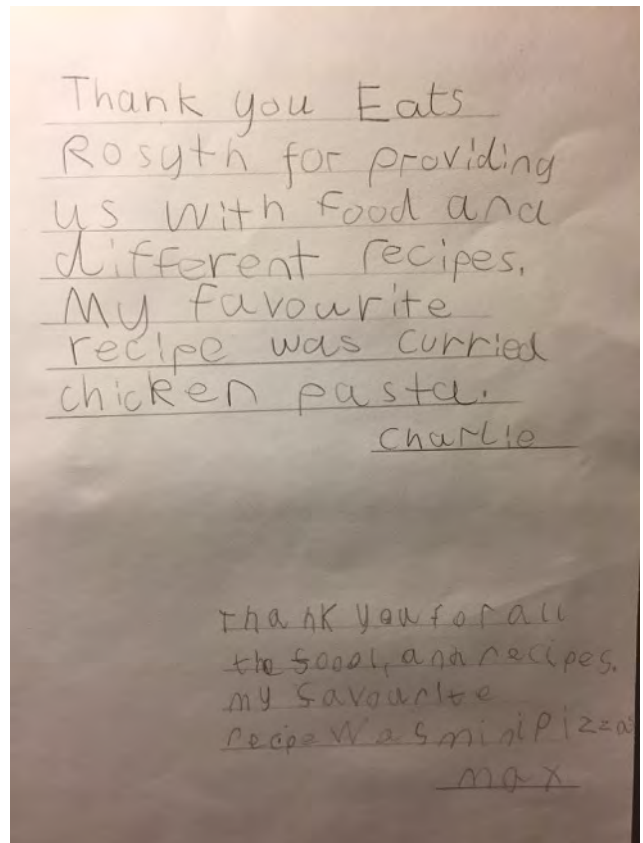 Thank you Eats
Rosyth for providing
us with food and
different recipes.
My favourite
recipe was curried
chicken pasta.
Charlie
Thank you for all
the food, and recipes.
my favourite
recipe was mini pizza
max